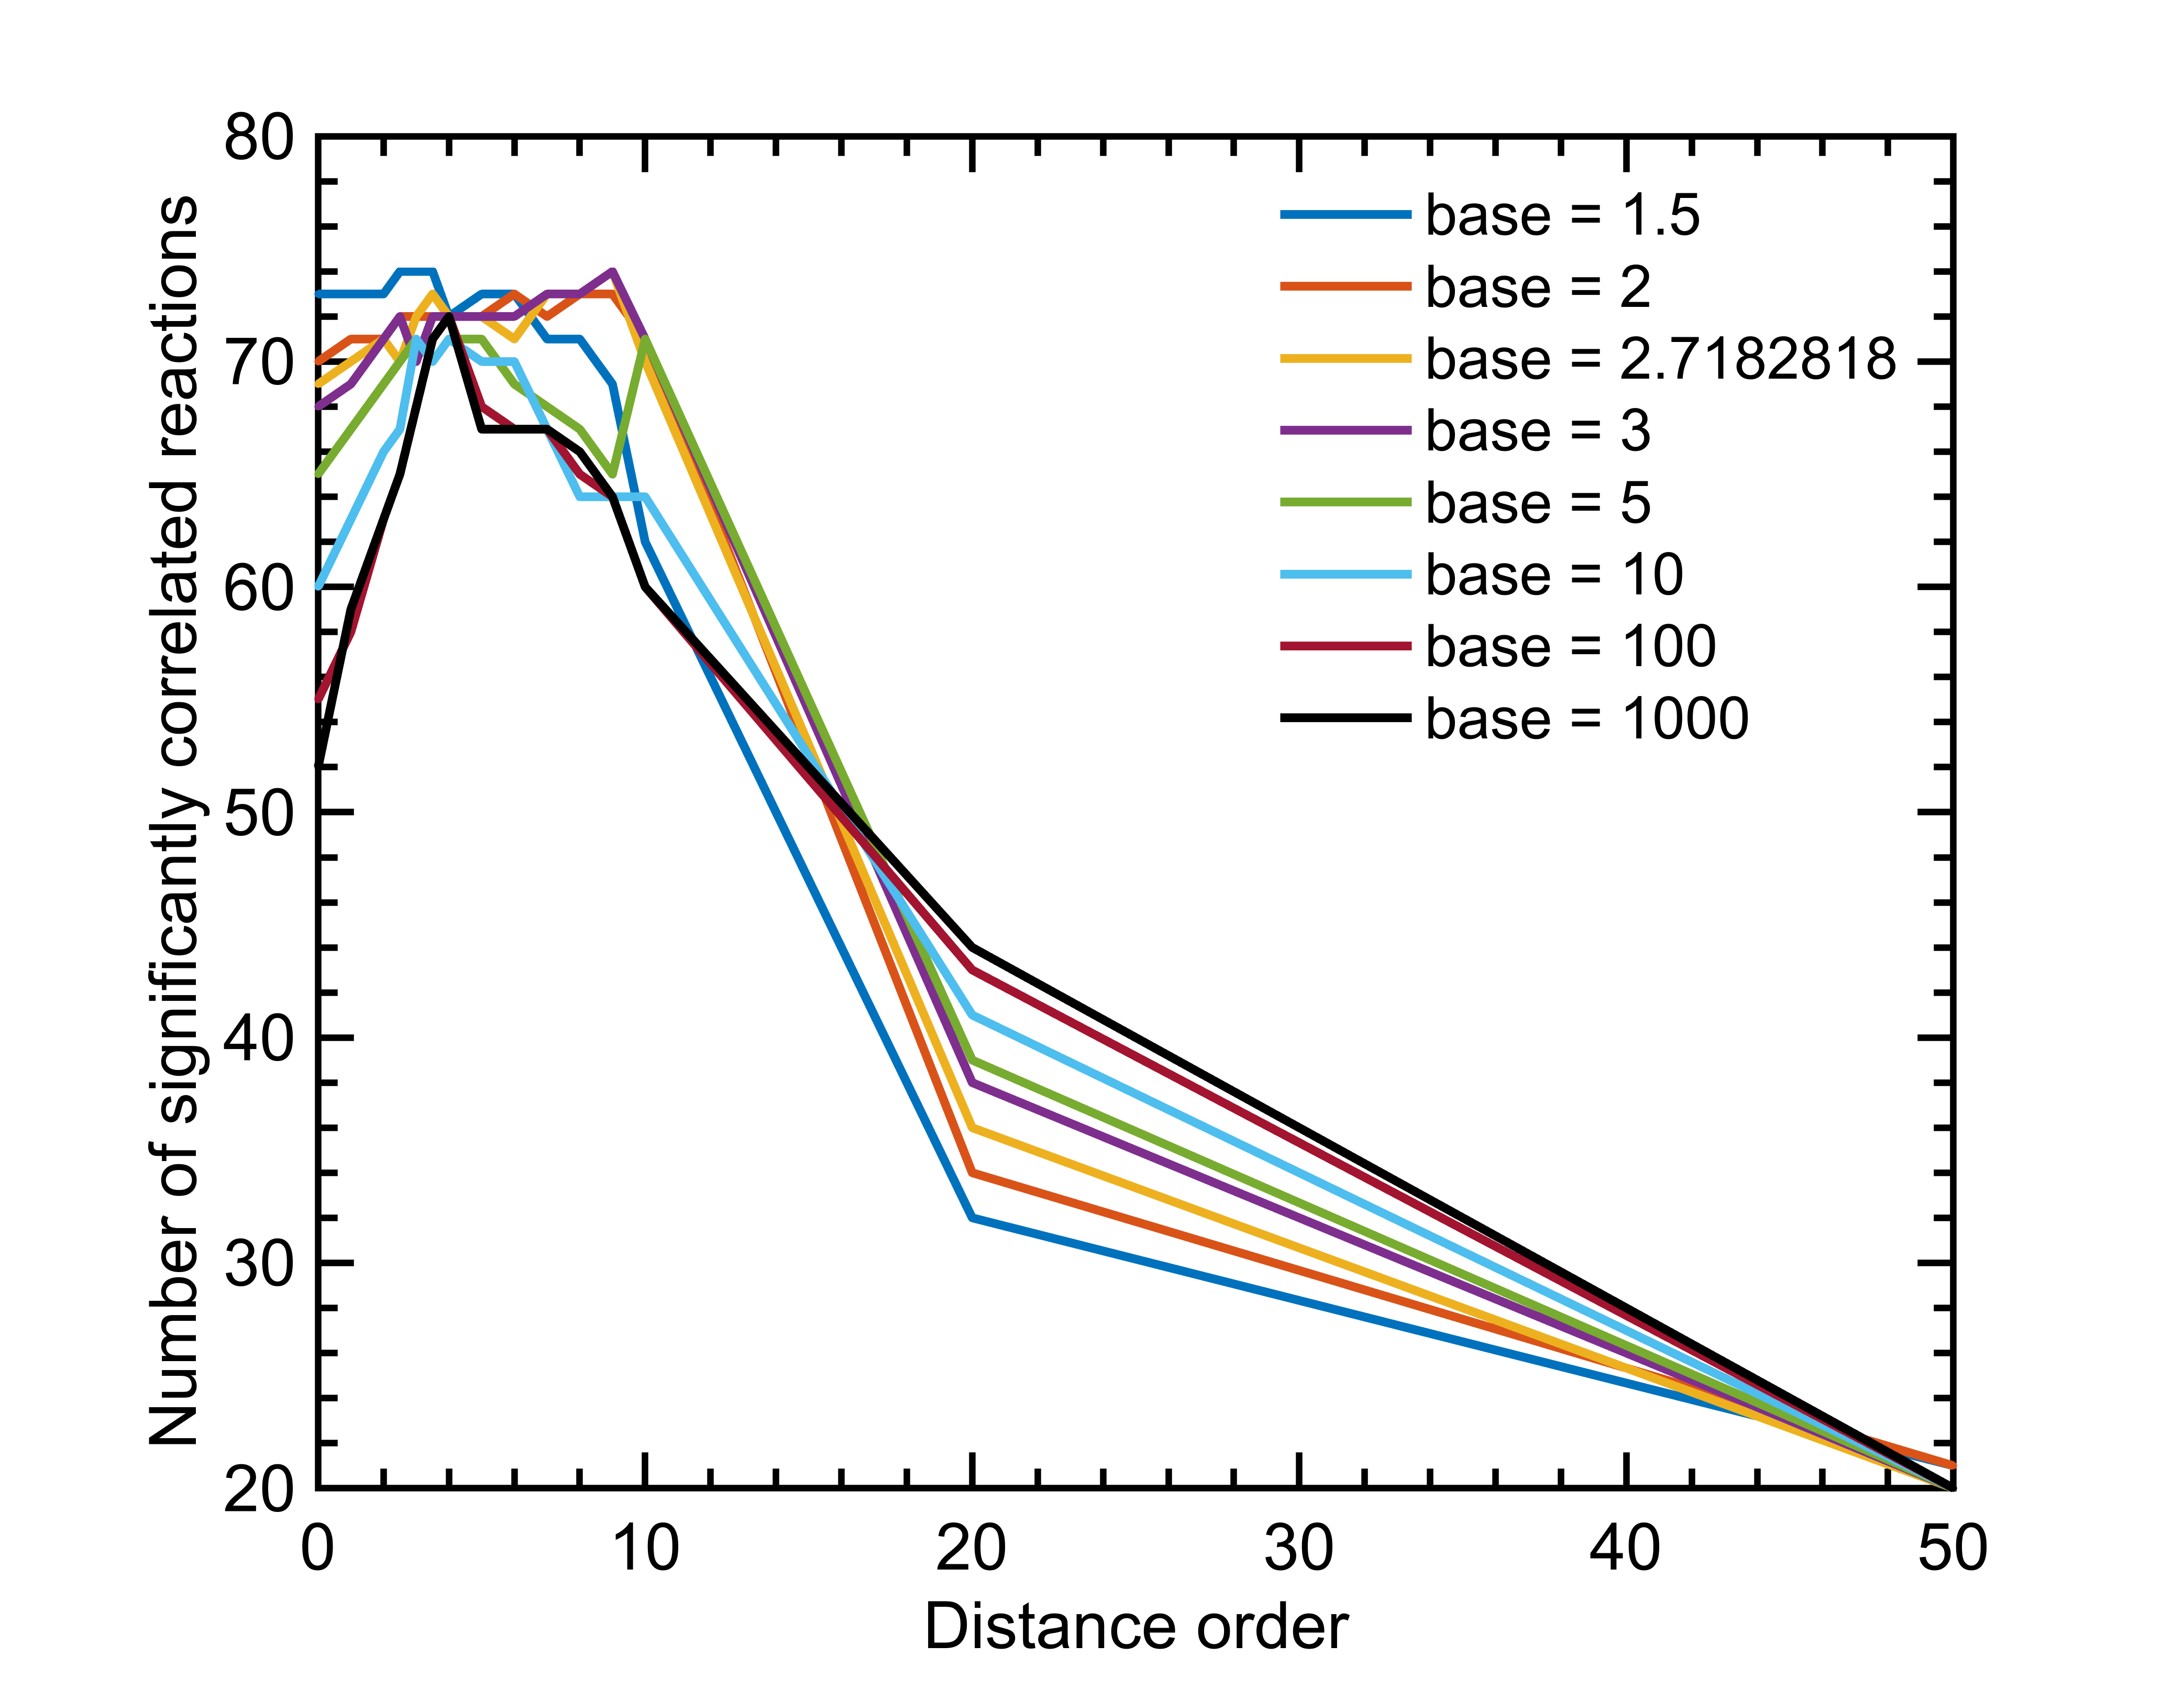 80
70
60
50
40
30
20
0 10 20 30 40 50
Number of significantly correlated reactions
Distance order
base = 1.5
base = 2
base = 2.7182818
base = 3
base = 5
base = 10
base = 100
base = 1000